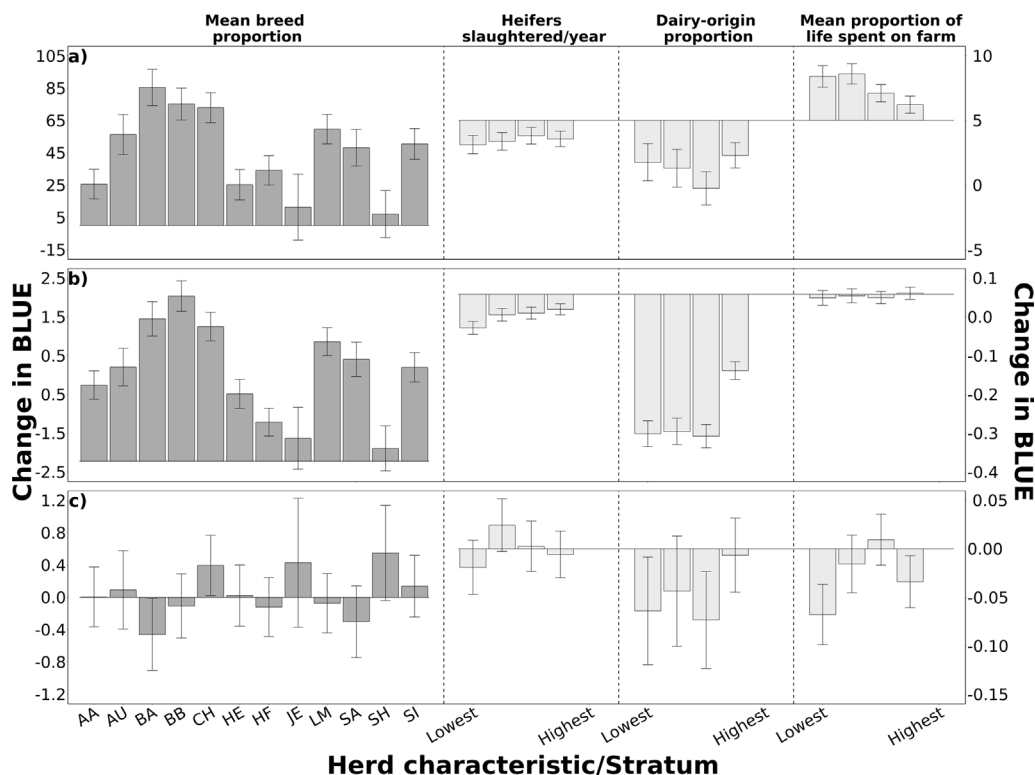 Mean breed
proportion
Heifers
slaughtered/year
Dairy-origin
proportion
Mean proportion of
life spent on farm
a)
105
85
65
45
25
5
-15
10
5
0
-5
b)
2.5
1.5
0.5
0.5
-1.5
-2.5
0.1
0.0
-0.1
-0.2
-0.3
-0.4
c)
1.2
0.8
0.4
0.0
-0.4
-0.8
-1.2
0.05
0.00
-0.05
-0.10
-0.15
Change in BLUE
Change in BLUE
AA AU BA BB CH HE HF JE LM SA SH SI
Lowest Highest Lowest Highest Lowest Highest
Herd characteristic/Stratum